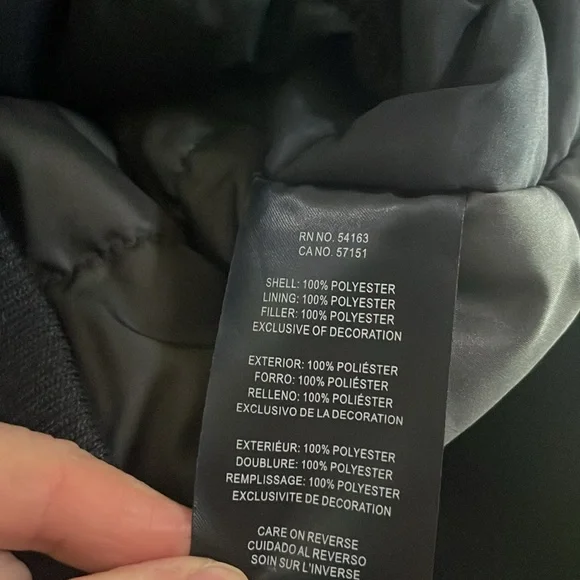 RN NO. 54163
CA NO. 57151
SHELL: 100% POLYESTER
LINING: 100% POLYESTER
FILLER: 100% POLYESTER
EXCLUSIVE OF DECORATION
EXTERIOR: 100% POLIÉSTER
FORRO: 100% POLIÉSTER
RELLENO: 100% POLIÉSTER
EXCLUSIVO DE LA DECORATION
EXTERIÉUR: 100% POLYESTER
DOUBLURE: 100% POLYESTER
REMPLISSAGE: 100% POLYESTER
EXCLUSIVITE DE DECORATION
CARE ON REVERSE
CUIDADO AL REVERSO
SOIN SUR L'INVERSE